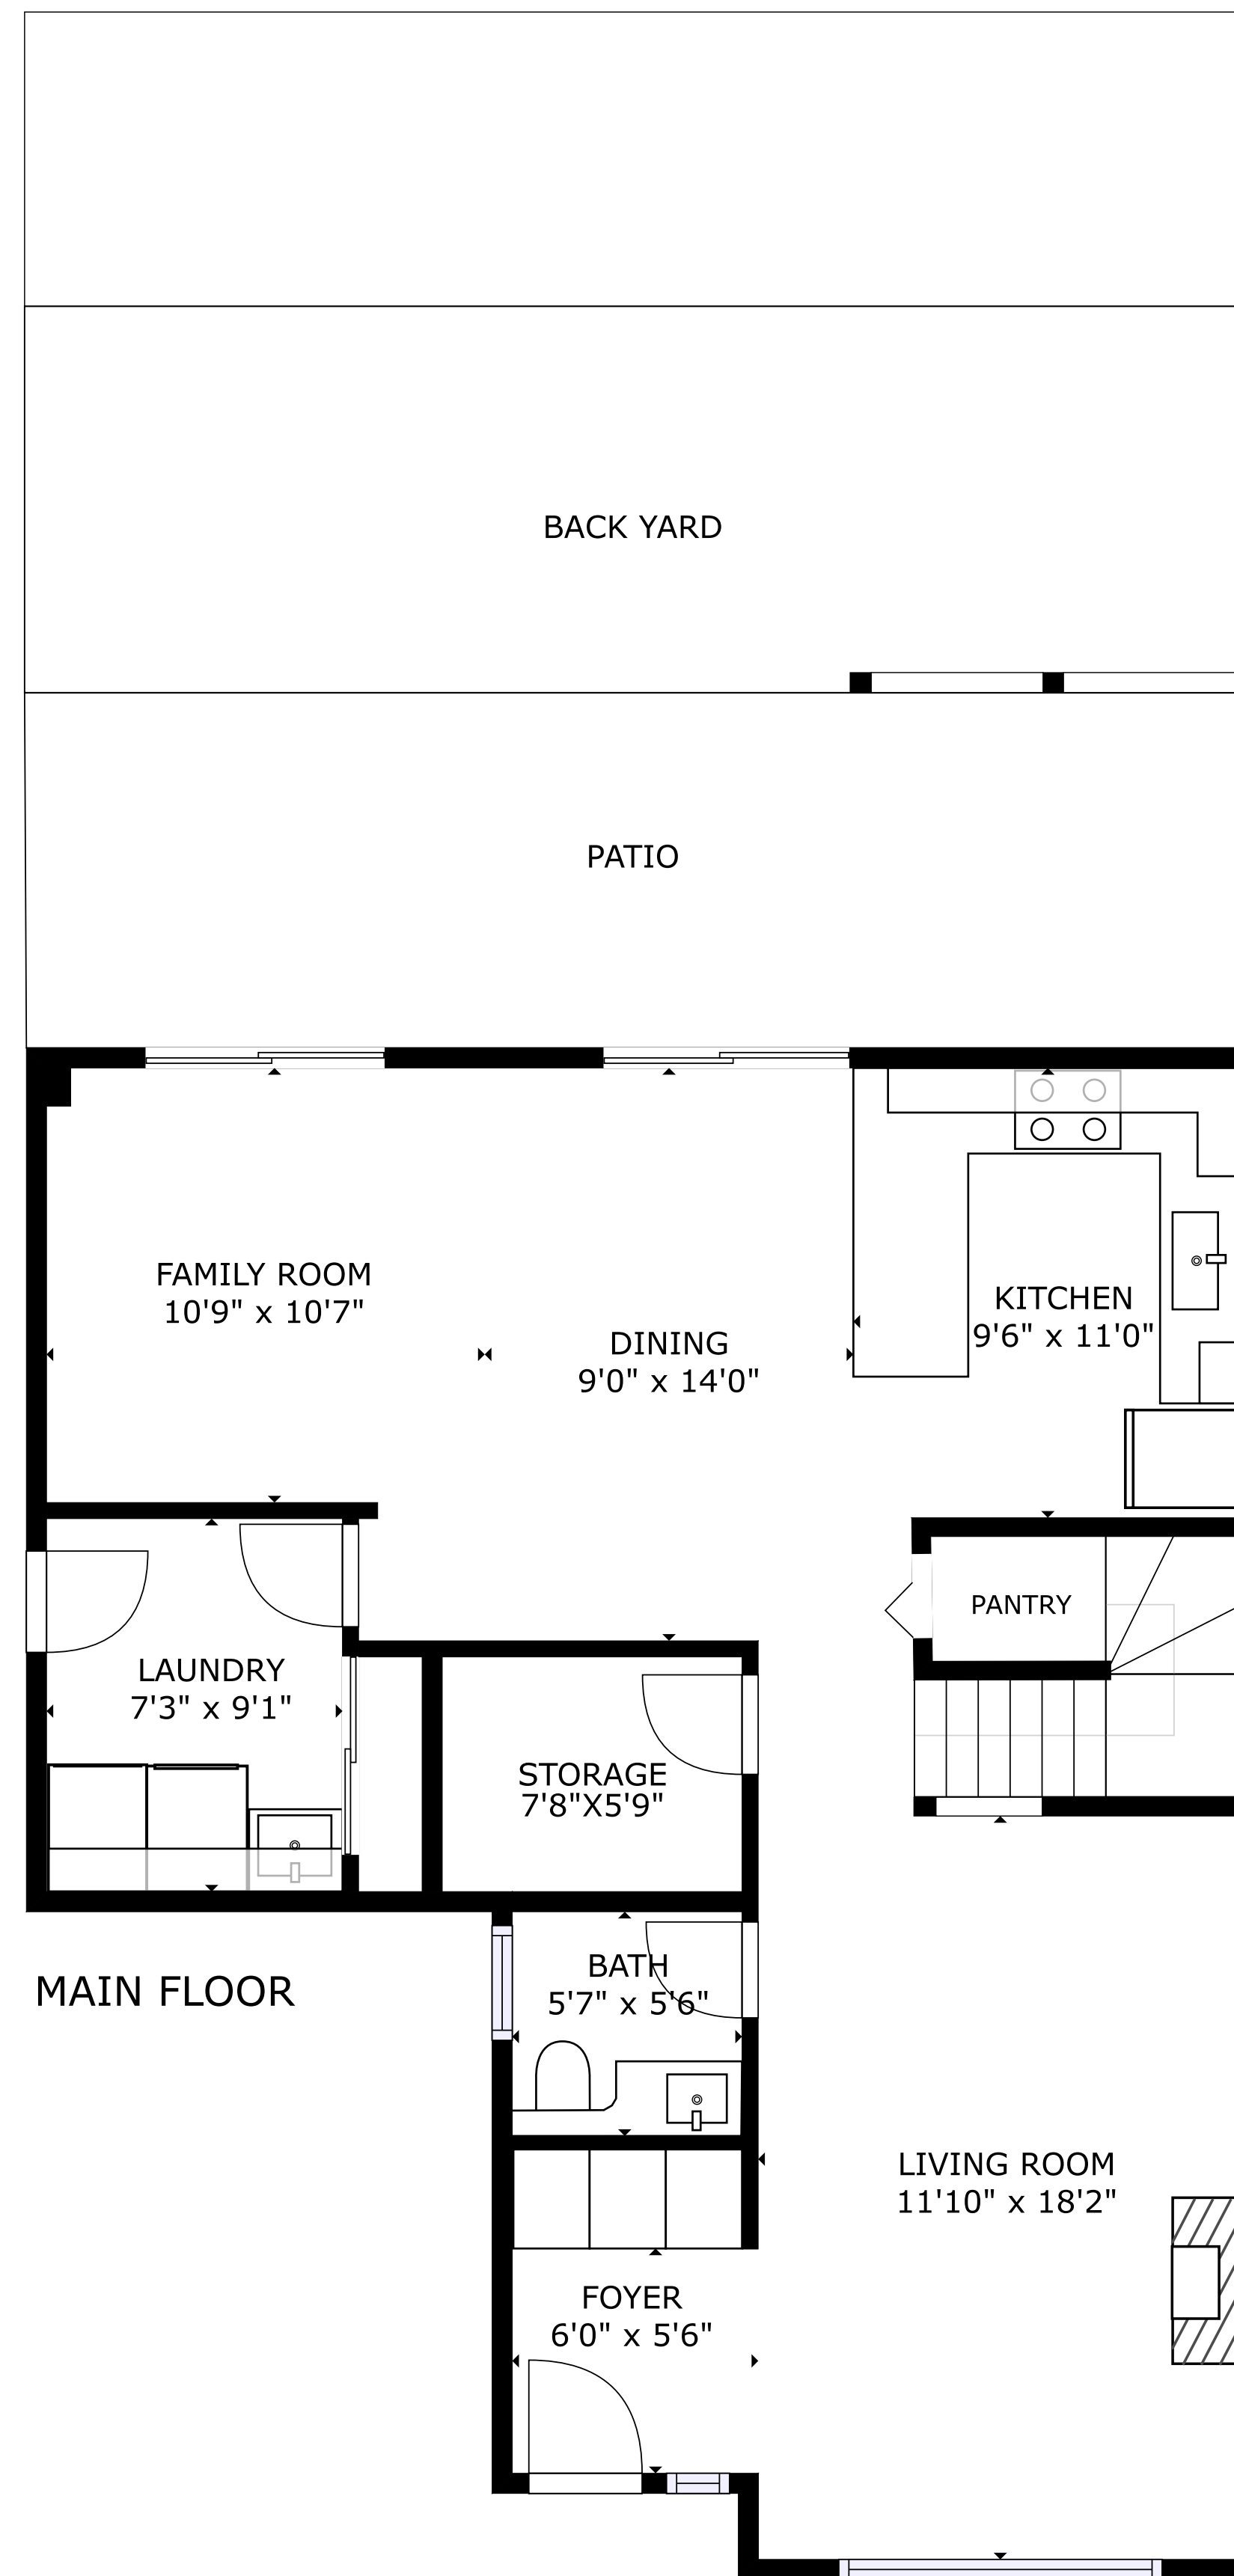 BACK YARD
PATIO
FAMILY ROOM
10'9" x 10'7"
KITCHEN
9'6" x 11'0"
DINING
9'0" x 14'0"
PANTRY
LAUNDRY
7'3" x 9'1"
STORAGE
7'8"X5'9"
BATH
5'7" x 5'6"
MAIN FLOOR
LIVING ROOM
11'10" x 18'2"
FOYER
6'0" x 5'6"